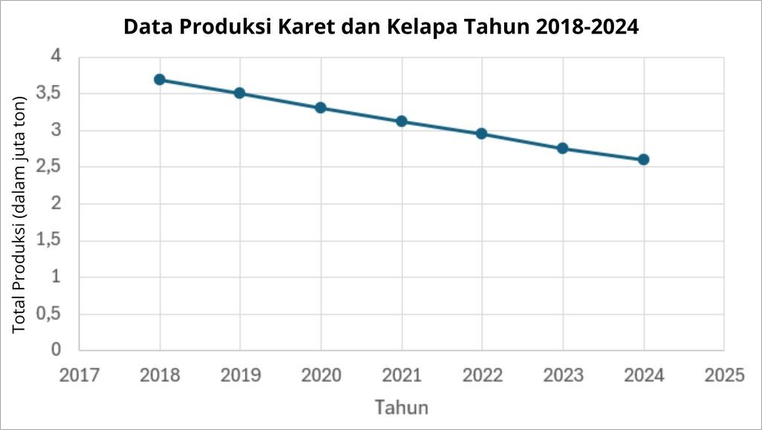 Data Produksi Karet dan Kelapa Tahun 2018-2024
Total Produksi (dalam juta ton)
4
3,5
3
2,5
2
1,5
1
0,5
0
2017 2018 2019 2020 2021 2022 2023 2024 2025
Tahun